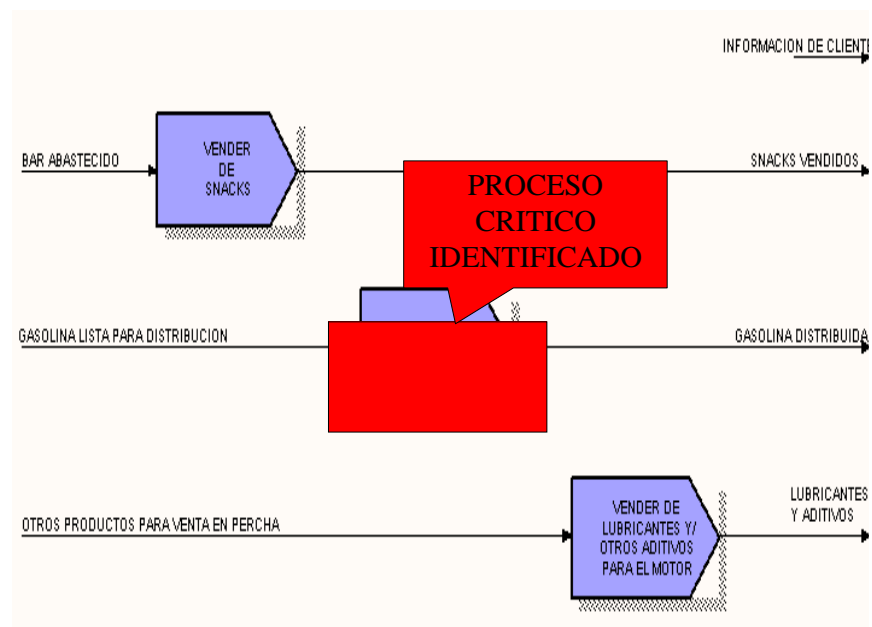 INFORMACION DE CLIENTE
VENDER
DE
SNACKS
BAR ABASTECIDO
SNACKS VENDIDOS
PROCESO
CRITICO
IDENTIFICADO
GASOLINA LISTA PARA DISTRIBUCION
GASOLINA DISTRIBUIDA
OTROS PRODUCTOS PARA VENTA EN PERCHA
VENDER DE
LUBRICANTES Y/
OTROS ADITIVOS
PARA EL MOTOR
LUBRICANTES
Y ADITIVOS